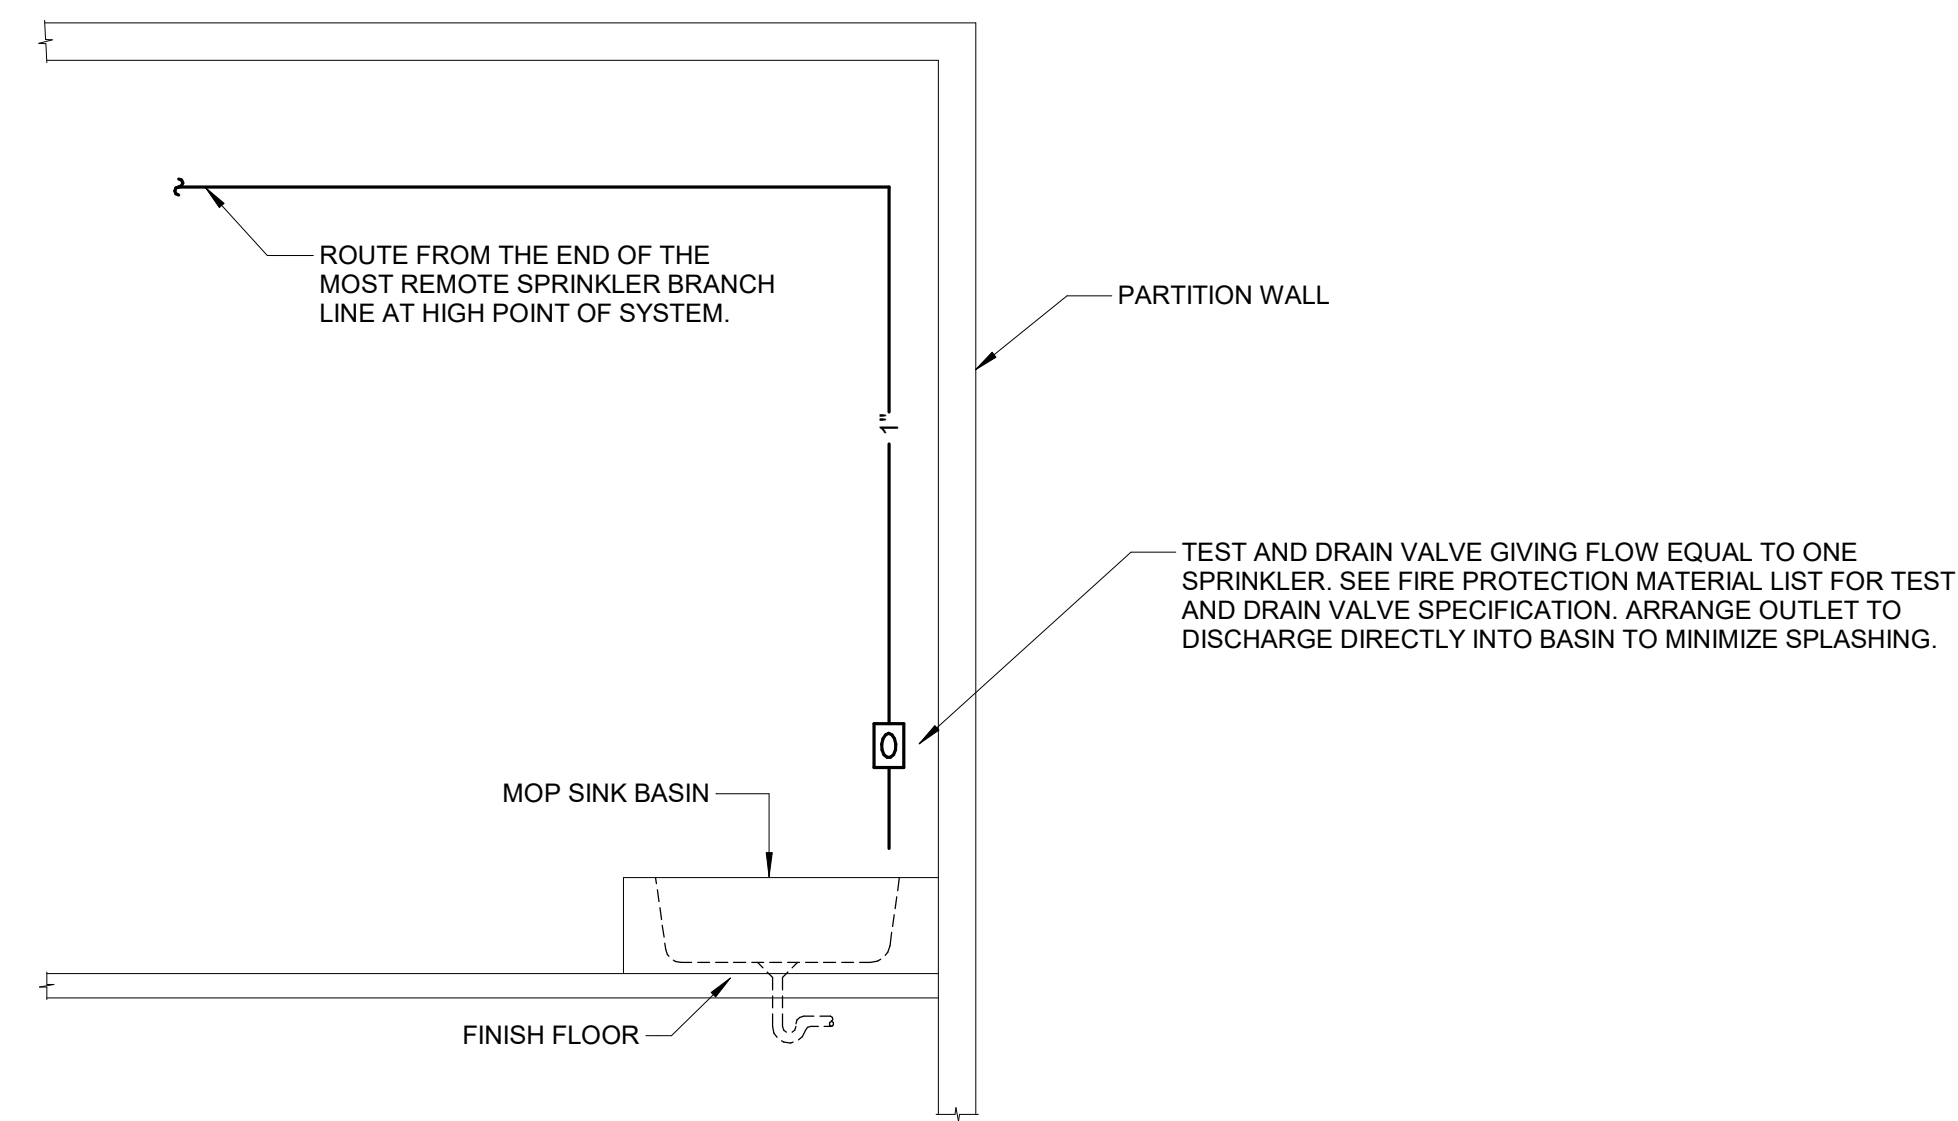 ROUTE FROM THE END OF THE
MOST REMOTE SPRINKLER BRANCH
LINE AT HIGH POINT OF SYSTEM.
PARTITION WALL
1"
TEST AND DRAIN VALVE GIVING FLOW EQUAL TO ONE
SPRINKLER. SEE FIRE PROTECTION MATERIAL LIST FOR TEST
AND DRAIN VALVE SPECIFICATION. ARRANGE OUTLET TO
DISCHARGE DIRECTLY INTO BASIN TO MINIMIZE SPLASHING.
MOP SINK BASIN
FINISH FLOOR